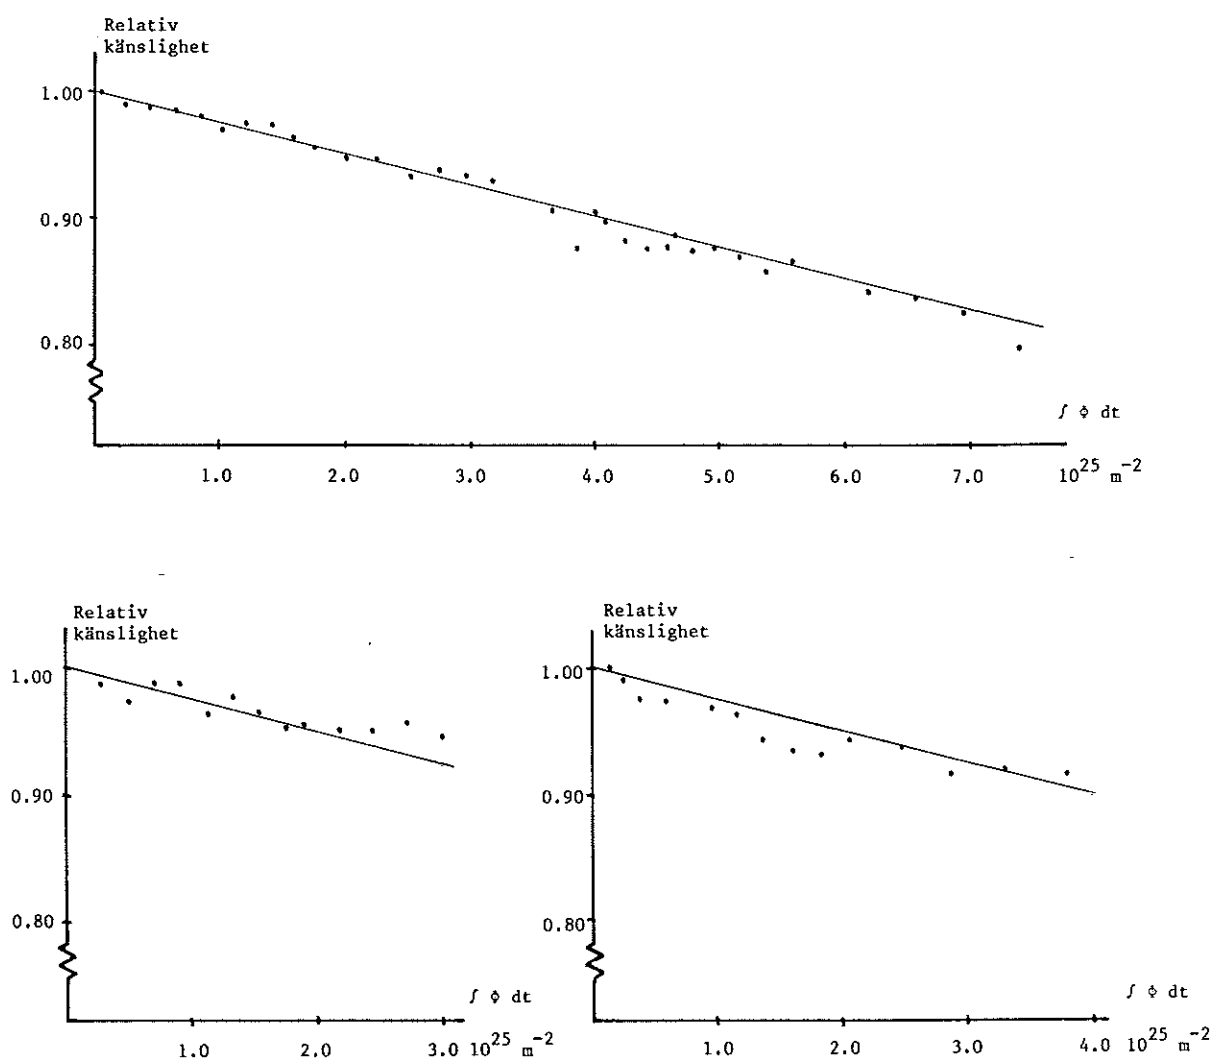 Relativ
känslighet
1.00
0.90
0.80
∫ Φ dt
1.0 2.0 3.0 4.0 5.0 6.0 7.0 10^25 m^-2
Relativ
känslighet
1.00
0.90
0.80
∫ Φ dt
1.0 2.0 3.0 10^25 m^-2
Relativ
känslighet
1.00
0.90
0.80
∫ Φ dt
1.0 2.0 3.0 4.0 10^25 m^-2